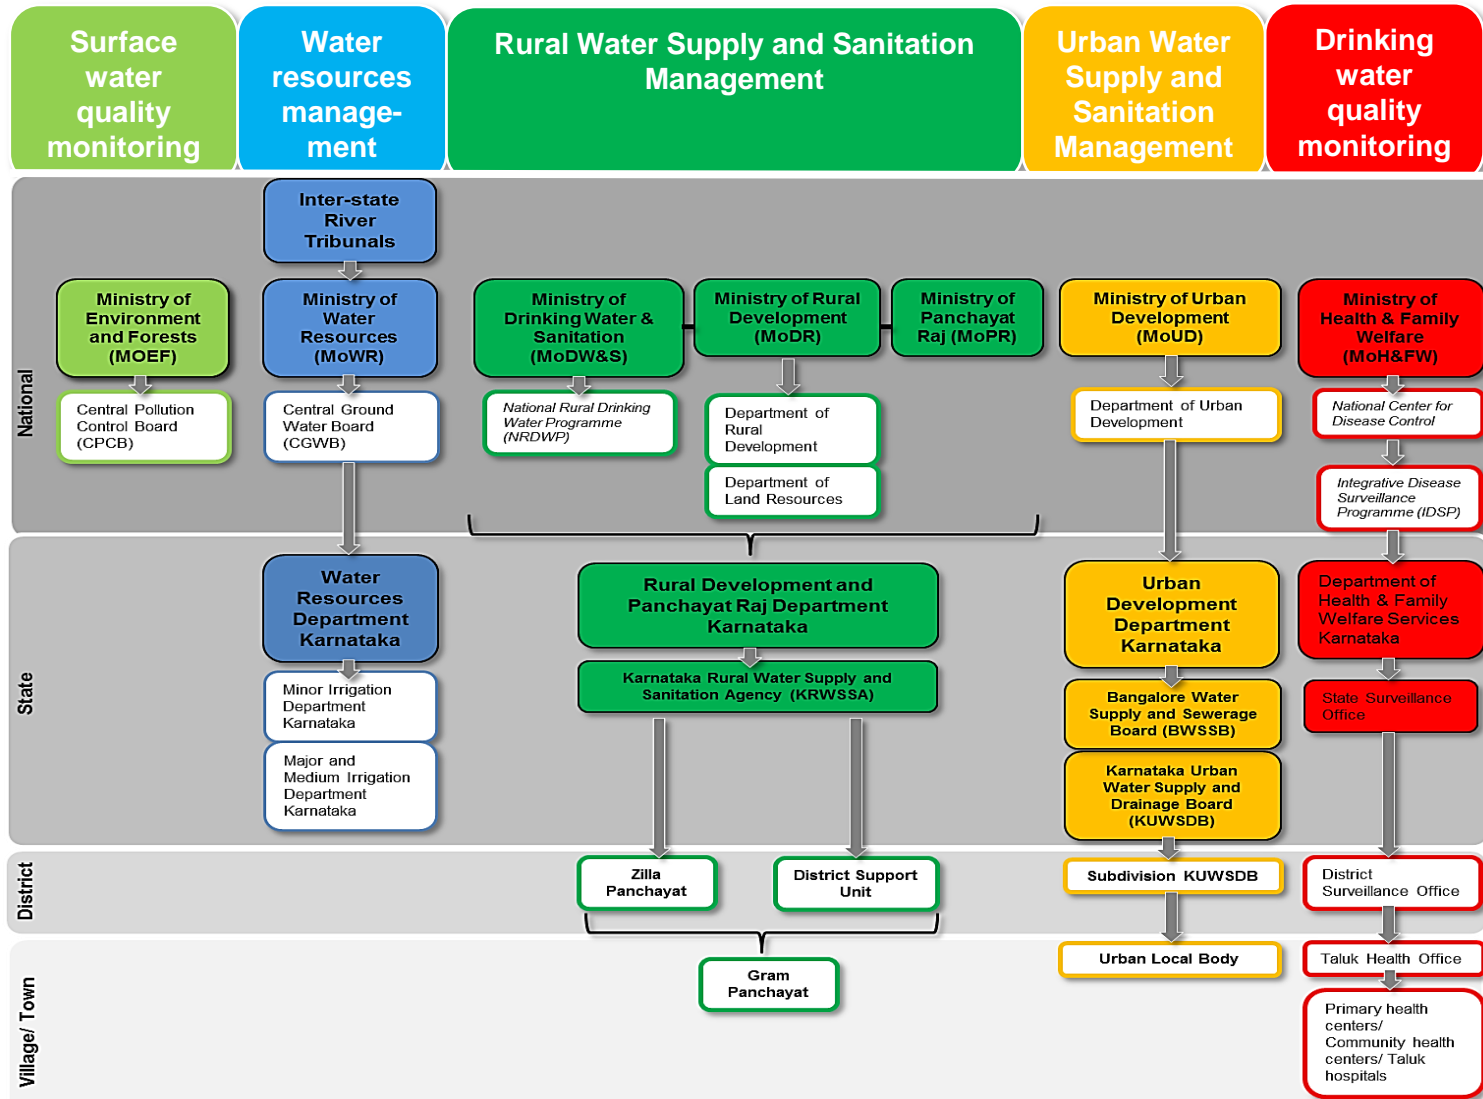 Surface
water
quality
monitoring
Water
resources
manage-
ment
Rural Water Supply and Sanitation
Management
Urban Water
Supply and
Sanitation
Management
Drinking
water
quality
monitoring
National
Inter-state
River
Tribunals
Ministry of
Environment
and Forests
(MOEF)
Ministry of
Water
Resources
(MoWR)
Ministry of
Drinking Water &
Sanitation
(MoDW&S)
Ministry of Rural
Development
(MoDR)
Ministry of
Panchayat
Raj (MoPR)
Ministry of Urban
Development
(MoUD)
Ministry of
Health & Family
Welfare
(MoH&FW)
Central Pollution
Control Board
(CPCB)
Central Ground
Water Board
(CGWB)
National Rural Drinking
Water Programme
(NRDWP)
Department of
Rural
Development
Department of
Land Resources
Department of Urban
Development
National Center for
Disease Control
Integrative Disease
Surveillance
Programme (IDSP)
State
Water
Resources
Department
Karnataka
Minor Irrigation
Department
Karnataka
Major and
Medium Irrigation
Department
Karnataka
Rural Development and
Panchayat Raj Department
Karnataka
Karnataka Rural Water Supply and
Sanitation Agency (KRWSSA)
Urban
Development
Department
Karnataka
Bangalore Water
Supply and Sewerage
Board (BWSSB)
Karnataka Urban
Water Supply and
Drainage Board
(KUWSDB)
Department of
Health & Family
Welfare Services
Karnataka
State Surveillance
Office
District
Zilla
Panchayat
District Support
Unit
Subdivision KUWSDB
District
Surveillance Office
Village/ Town
Gram
Panchayat
Urban Local Body
Taluk Health Office
Primary health
centers/
Community health
centers/ Taluk
hospitals